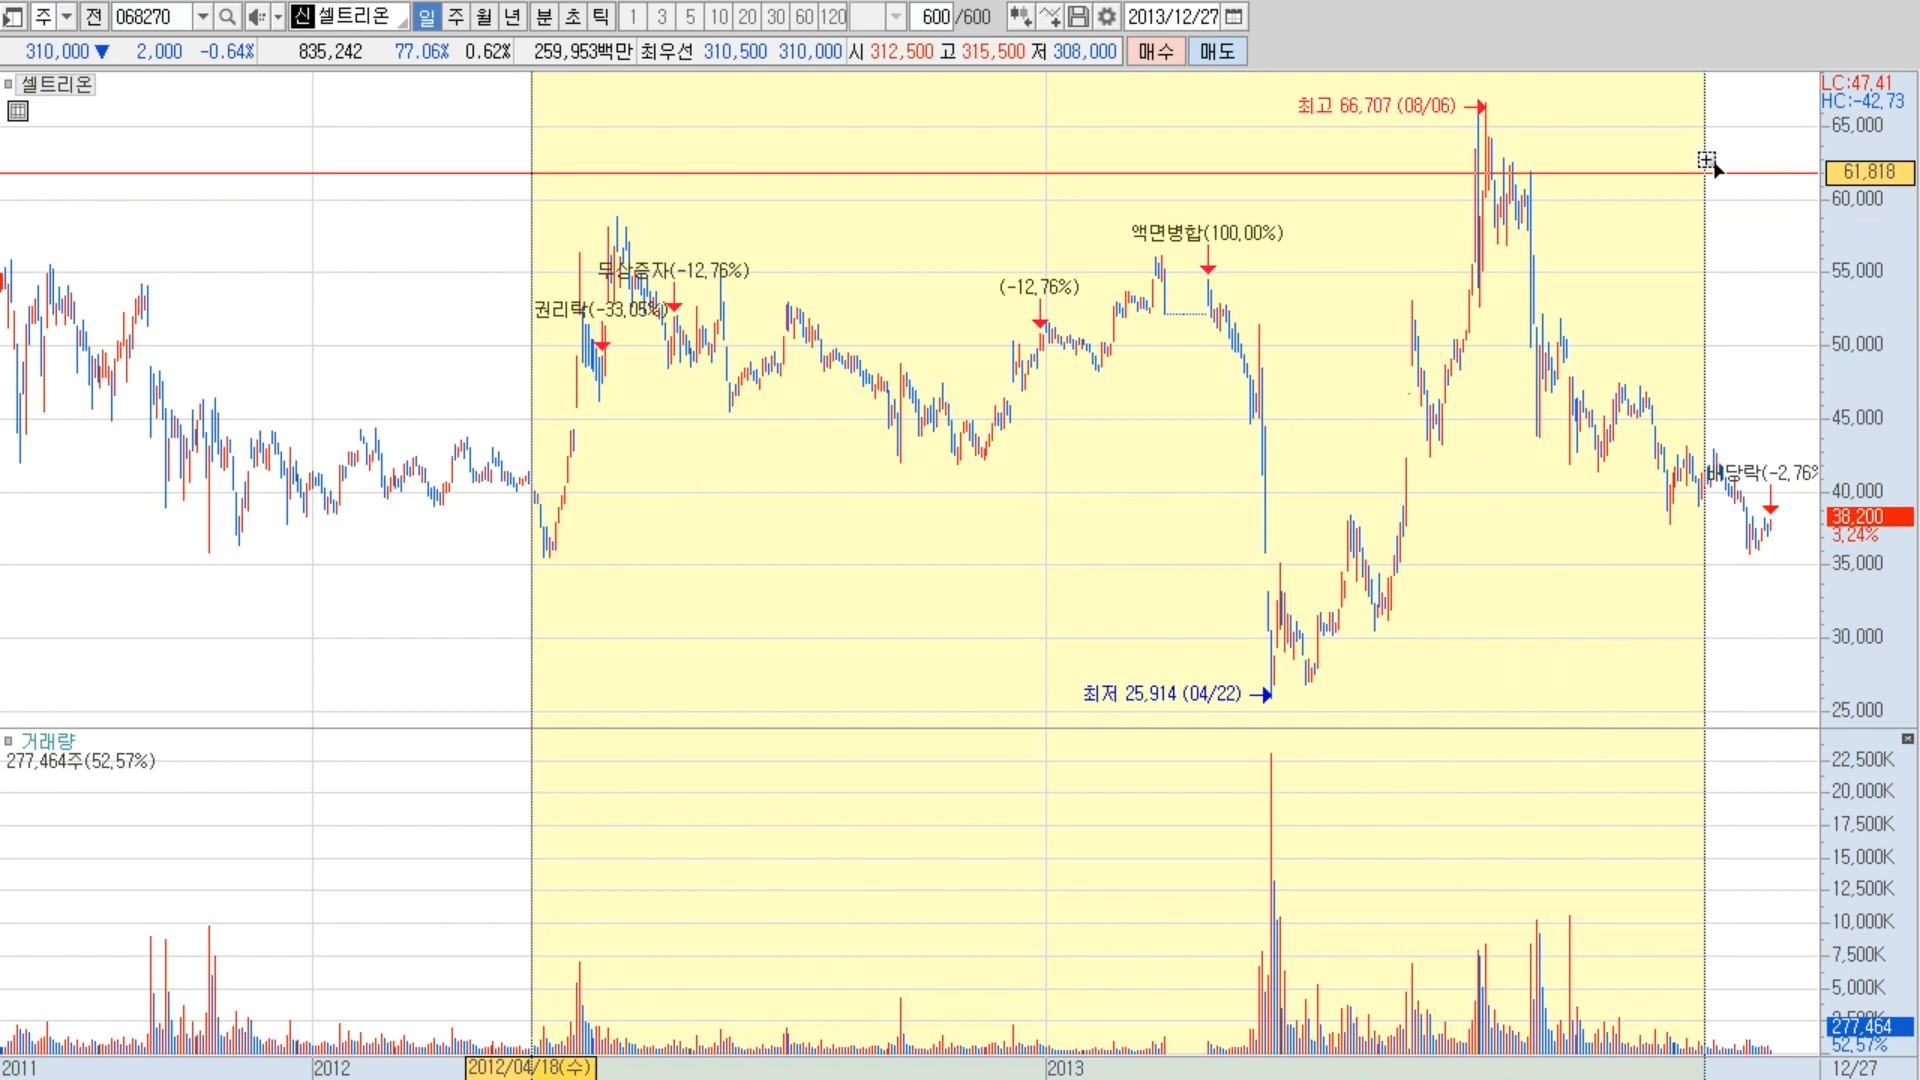 주 전 068270 신 셀트리온 일 주 월 년 분 초 틱 1 3 5 10 20 30 60 120 600 /600 2013/12/27
310,000 ▼ 2,000 -0.64% 835,242 77.06% 0.62% 259,953백만 최우선 310,500 310,000 시 312,500 고 315,500 저 308,000 매수 매도
셀트리온
LC:47.41
HC:-42.73
최고 66,707 (08/06)
65,000
61,818
60,000
액면병합(100.00%)
무상증자(-12.76%)
55,000
(-12.76%)
권리락(-33.05%)
50,000
45,000
배당락(-2.76%
40,000
38,200
3.24%
35,000
30,000
최저 25,914 (04/22)
25,000
거래량
277,464주(52.57%)
22,500K
20,000K
17,500K
15,000K
12,500K
10,000K
7,500K
5,000K
277,464
52.57%
2011 2012 2012/04/18(수) 2013 12/27